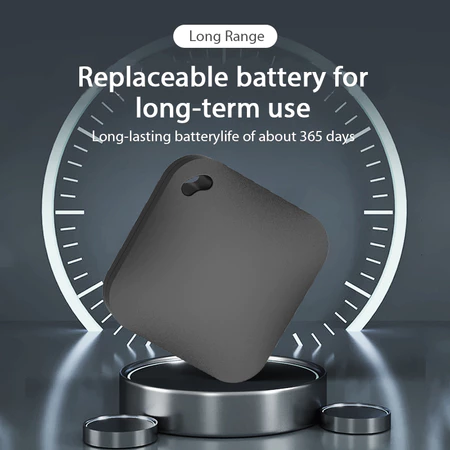 Long Range
Replaceable battery for
long-term use
Long-lasting batterylife of about 365 days